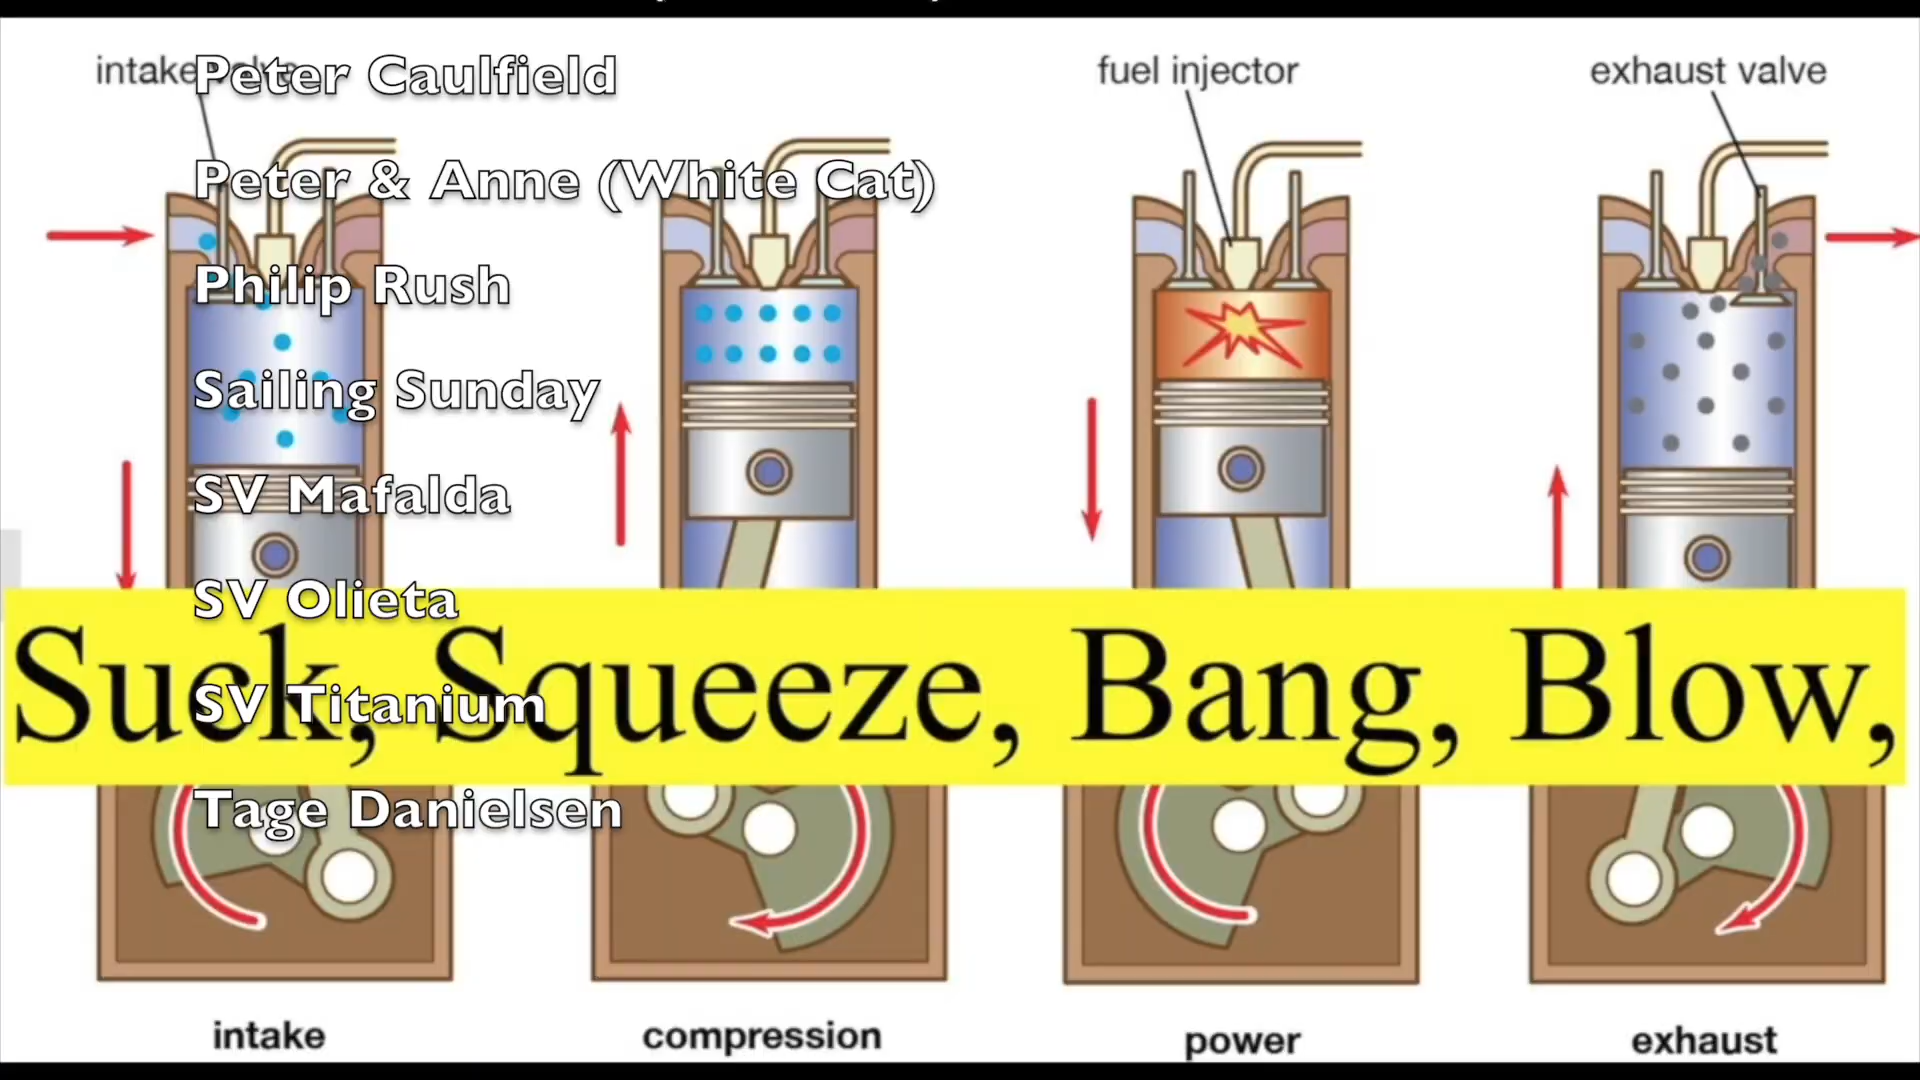 intake valve
fuel injector
exhaust valve
Peter Caulfield
Peter & Anne (White Cat)
Philip Rush
Sailing Sunday
SV Mafalda
SV Olieta
Suck, Squeeze, Bang, Blow,
SV Titanium
Tage Danielsen
intake
compression
power
exhaust